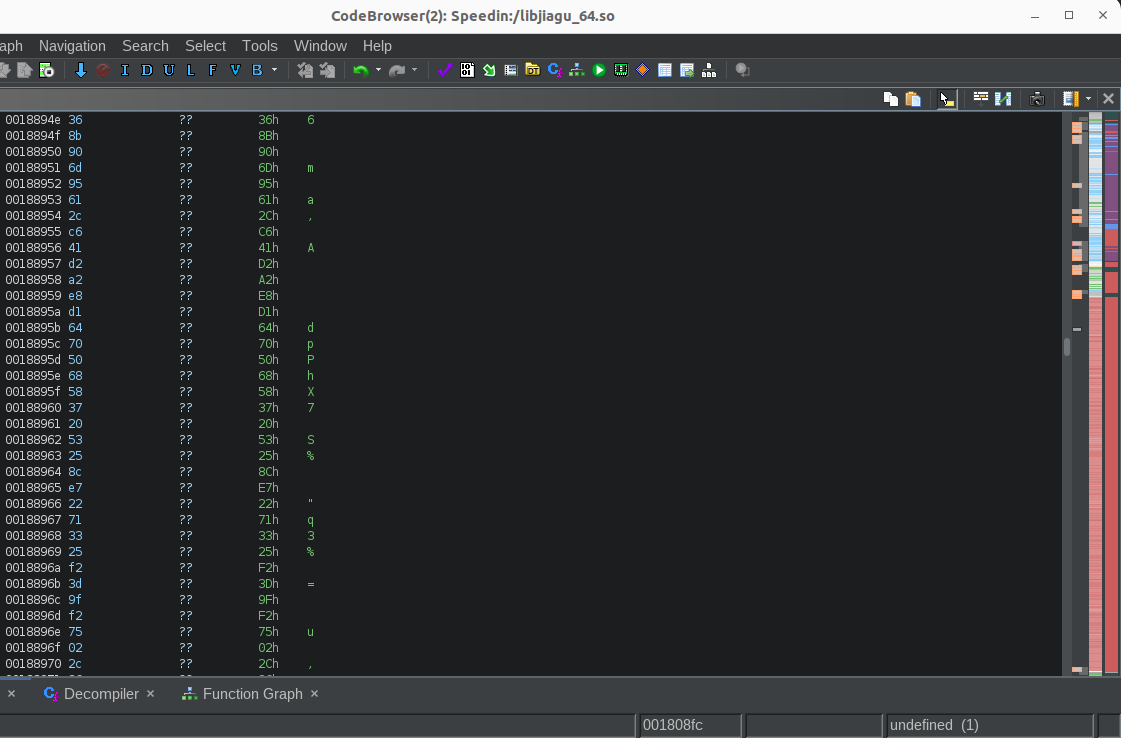 CodeBrowser(2): Speedin:/libjiagu_64.so
aph Navigation Search Select Tools Window Help
I D U L F V B
0018894e 36 ?? 36h 6
0018894f 8b ?? 8Bh
00188950 90 ?? 90h
00188951 6d ?? 6Dh m
00188952 95 ?? 95h
00188953 61 ?? 61h a
00188954 2c ?? 2Ch ,
00188955 c6 ?? C6h
00188956 41 ?? 41h A
00188957 d2 ?? D2h
00188958 a2 ?? A2h
00188959 e8 ?? E8h
0018895a d1 ?? D1h
0018895b 64 ?? 64h d
0018895c 70 ?? 70h p
0018895d 50 ?? 50h P
0018895e 68 ?? 68h h
0018895f 58 ?? 58h X
00188960 37 ?? 37h 7
00188961 20 ?? 20h
00188962 53 ?? 53h S
00188963 25 ?? 25h %
00188964 8c ?? 8Ch
00188965 e7 ?? E7h
00188966 22 ?? 22h "
00188967 71 ?? 71h q
00188968 33 ?? 33h 3
00188969 25 ?? 25h %
0018896a f2 ?? F2h
0018896b 3d ?? 3Dh =
0018896c 9f ?? 9Fh
0018896d f2 ?? F2h
0018896e 75 ?? 75h u
0018896f 02 ?? 02h
00188970 2c ?? 2Ch ,
Decompiler Function Graph
001808fc undefined (1)